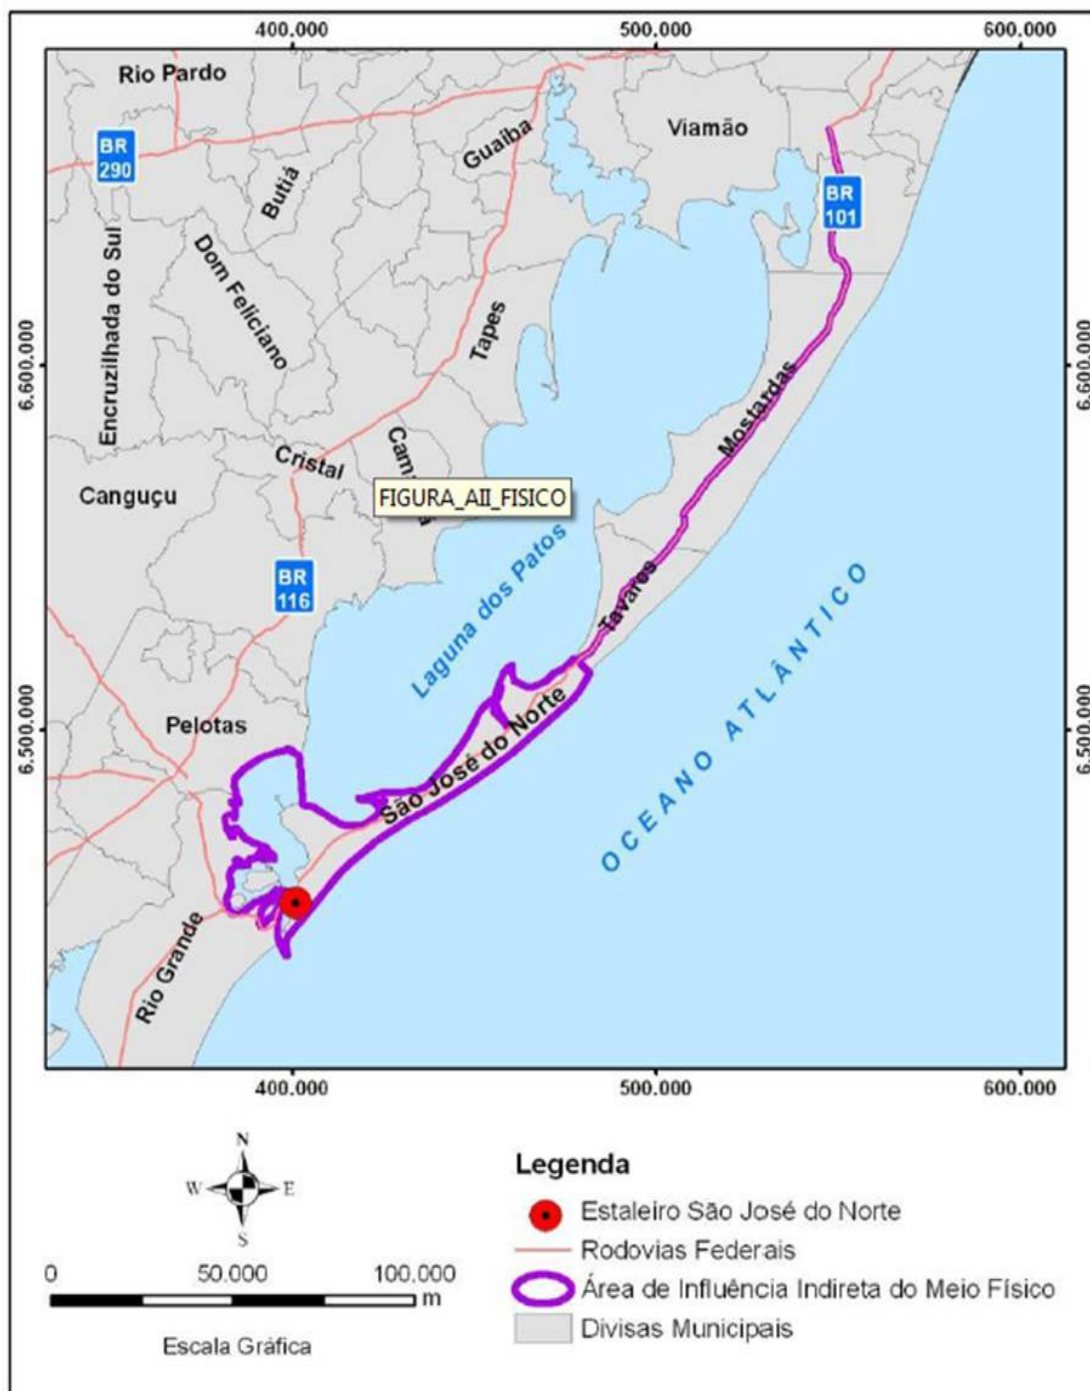 400.000
500.000
600.000
Rio Pardo
Guaíba
Viamão
BR
290
Butiá
BR
101
Encruzilhada do Sul
Dom Feliciano
Tapes
6.600.000
6.600.000
Mostardas
Cristal
Canguçu
FIGURA_AII_FISICO
BR
116
Laguna dos Patos
Tavares
OCEANO ATLÂNTICO
6.500.000
6.500.000
Pelotas
São José do Norte
Rio Grande
400.000
500.000
600.000
N
W
E
S
0
50.000
100.000
m
Escala Gráfica
Legenda
Estaleiro São José do Norte
Rodovias Federais
Área de Influência Indireta do Meio Físico
Divisas Municipais